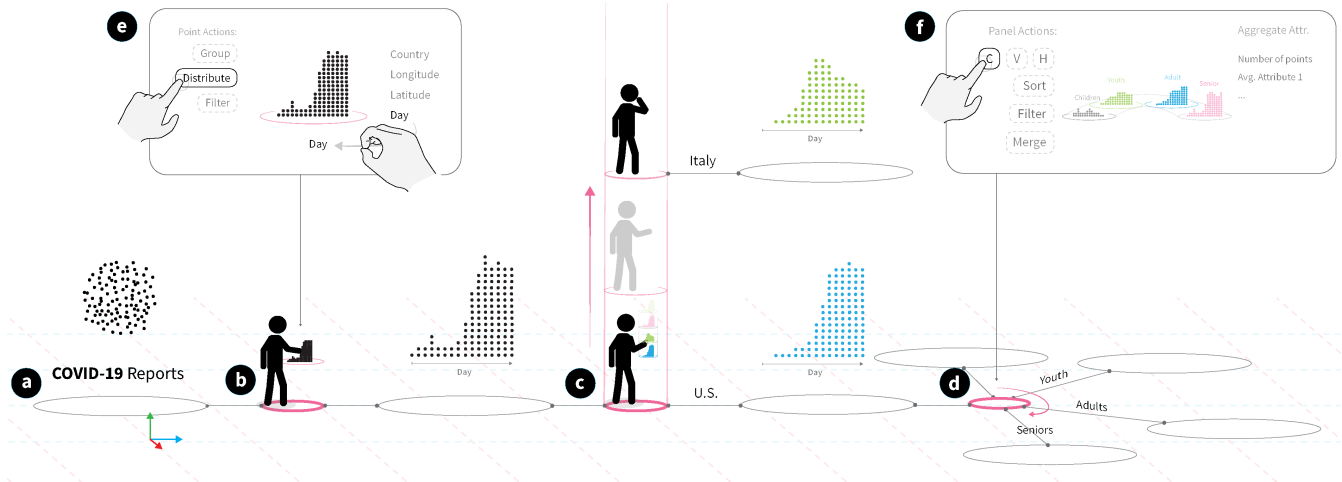 e
Point Actions:
Group
Distribute
Filter
Country
Longitude
Latitude
Day
Day
a
COVID-19 Reports
b
Day
c
Italy
Day
U.S.
Day
f
Panel Actions:
C V H
Sort
Filter
Merge
Children
Youth
Adult
Senior
Aggregate Attr.
Number of points
Avg. Attribute 1
...
d
Youth
Adults
Seniors